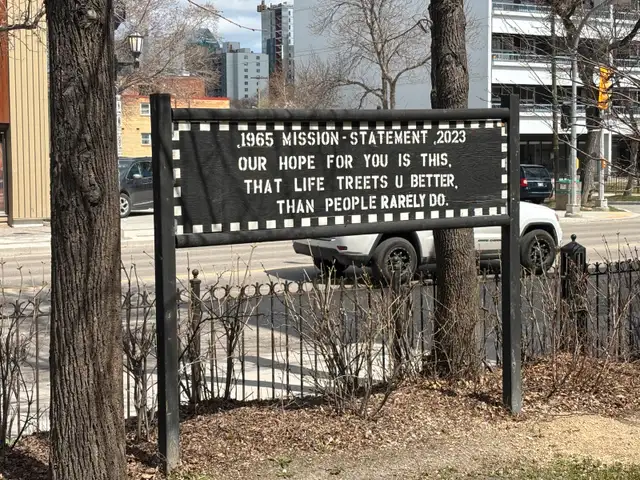 .1965 MISSION-STATEMENT .2023
OUR HOPE FOR YOU IS THIS,
THAT LIFE TREETS U BETTER,
THAN PEOPLE RARELY DO.